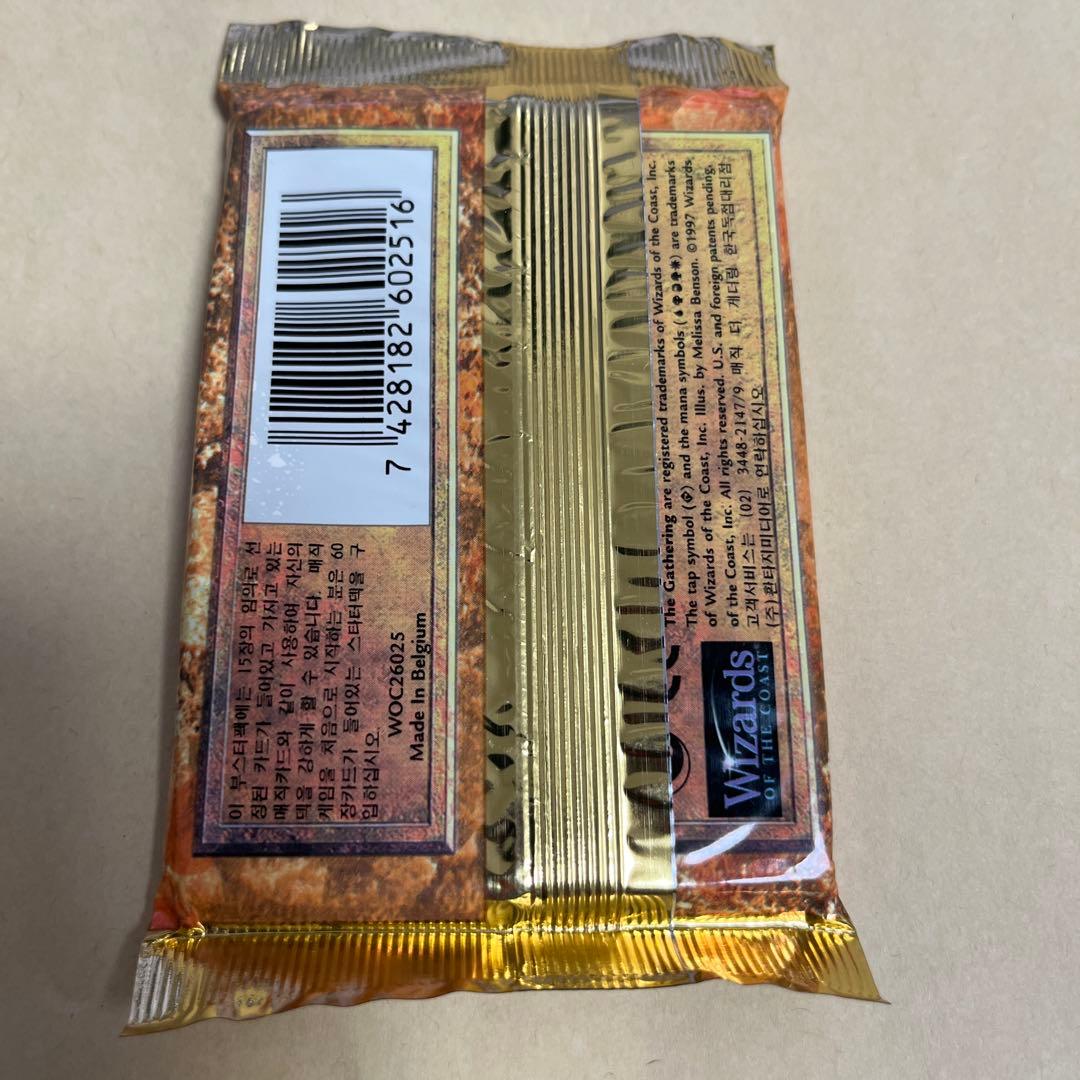 7 428182 602516
이 부스터팩에는 15장의 임의로 선
정된 카드가 들어있고 가지고 있는
매직카드와 같이 사용하여 자신의
덱을 강하게 할 수 있습니다. 매직
게임을 처음으로 시작하는 분은 60
장카드가 들어있는 스타터덱을 구
입하십시오.
WOC26025
Made In Belgium
The Gathering are registered trademarks of Wizards of the Coast, Inc.
The tap symbol () and the mana symbols () are trademarks
of Wizards of the Coast, Inc. Illus. by Melissa Benson. ©1997 Wizards
of the Coast, Inc. All rights reserved. U.S. and foreign patents pending.
고객서비스는 (02) 3448-2147/9, 매직 더 게더링 한국독점대리점
(주)환타지미디어로 연락하십시오
Wizards
OF THE COAST